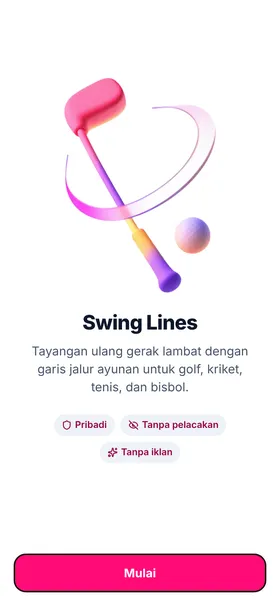 Swing Lines
Tayangan ulang gerak lambat dengan
garis jalur ayunan untuk golf, kriket,
tenis, dan bisbol.
Pribadi
Tanpa pelacakan
Tanpa iklan
Mulai